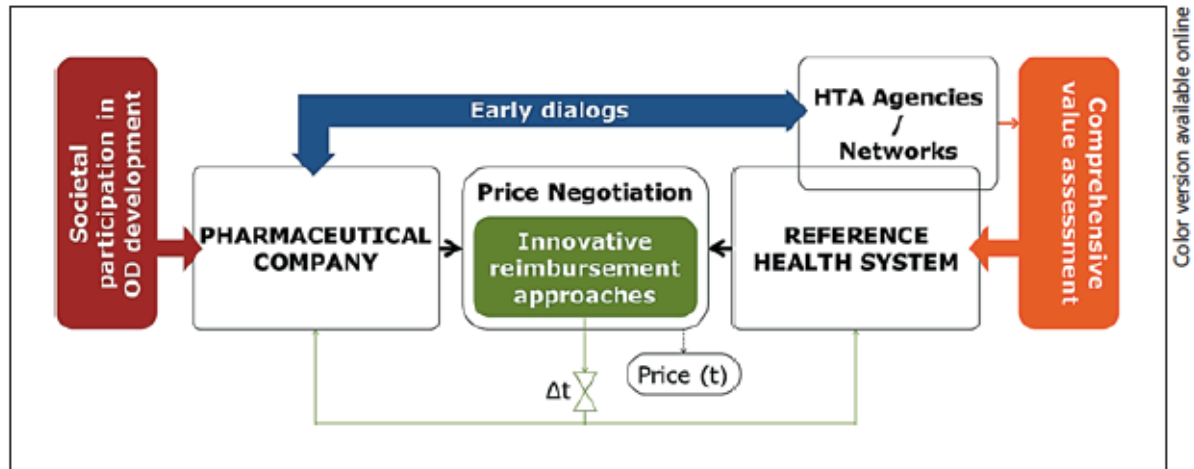 Societal
participation in
OD development
Early dialogs
HTA Agencies
/
Networks
Comprehensive
value assessment
PHARMACEUTICAL
COMPANY
Price Negotiation
Innovative
reimbursement
approaches
REFERENCE
HEALTH SYSTEM
Δt
Price (t)
Color version available online